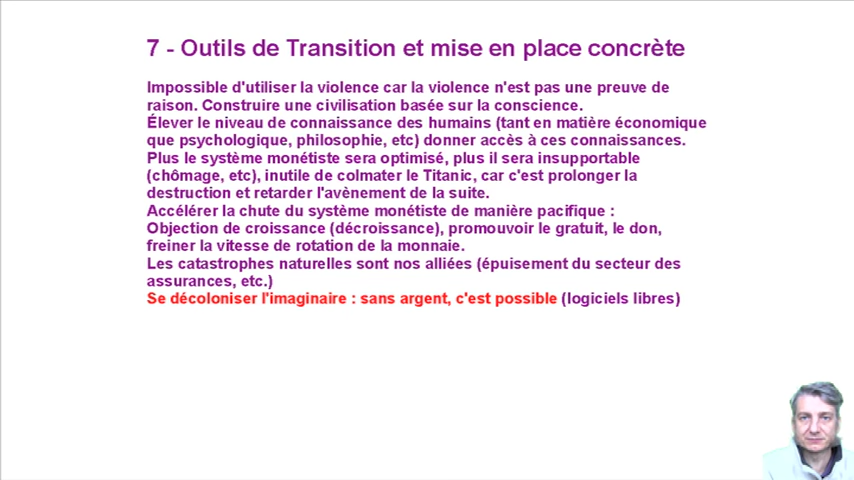 7 - Outils de Transition et mise en place concrète
Impossible d'utiliser la violence car la violence n'est pas une preuve de
raison. Construire une civilisation basée sur la conscience.
Élever le niveau de connaissance des humains (tant en matière économique
que psychologique, philosophie, etc) donner accès à ces connaissances.
Plus le système monétiste sera optimisé, plus il sera insupportable
(chômage, etc), inutile de colmater le Titanic, car c'est prolonger la
destruction et retarder l'avènement de la suite.
Accélérer la chute du système monétiste de manière pacifique :
Objection de croissance (décroissance), promouvoir le gratuit, le don,
freiner la vitesse de rotation de la monnaie.
Les catastrophes naturelles sont nos alliées (épuisement du secteur des
assurances, etc.)
Se décoloniser l'imaginaire : sans argent, c'est possible (logiciels libres)